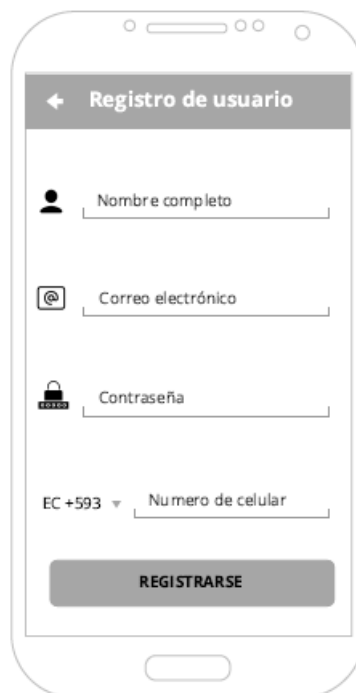 Registro de usuario
Nombre completo
@
Correo electrónico
Contraseña
EC +593
Numero de celular
REGISTRARSE